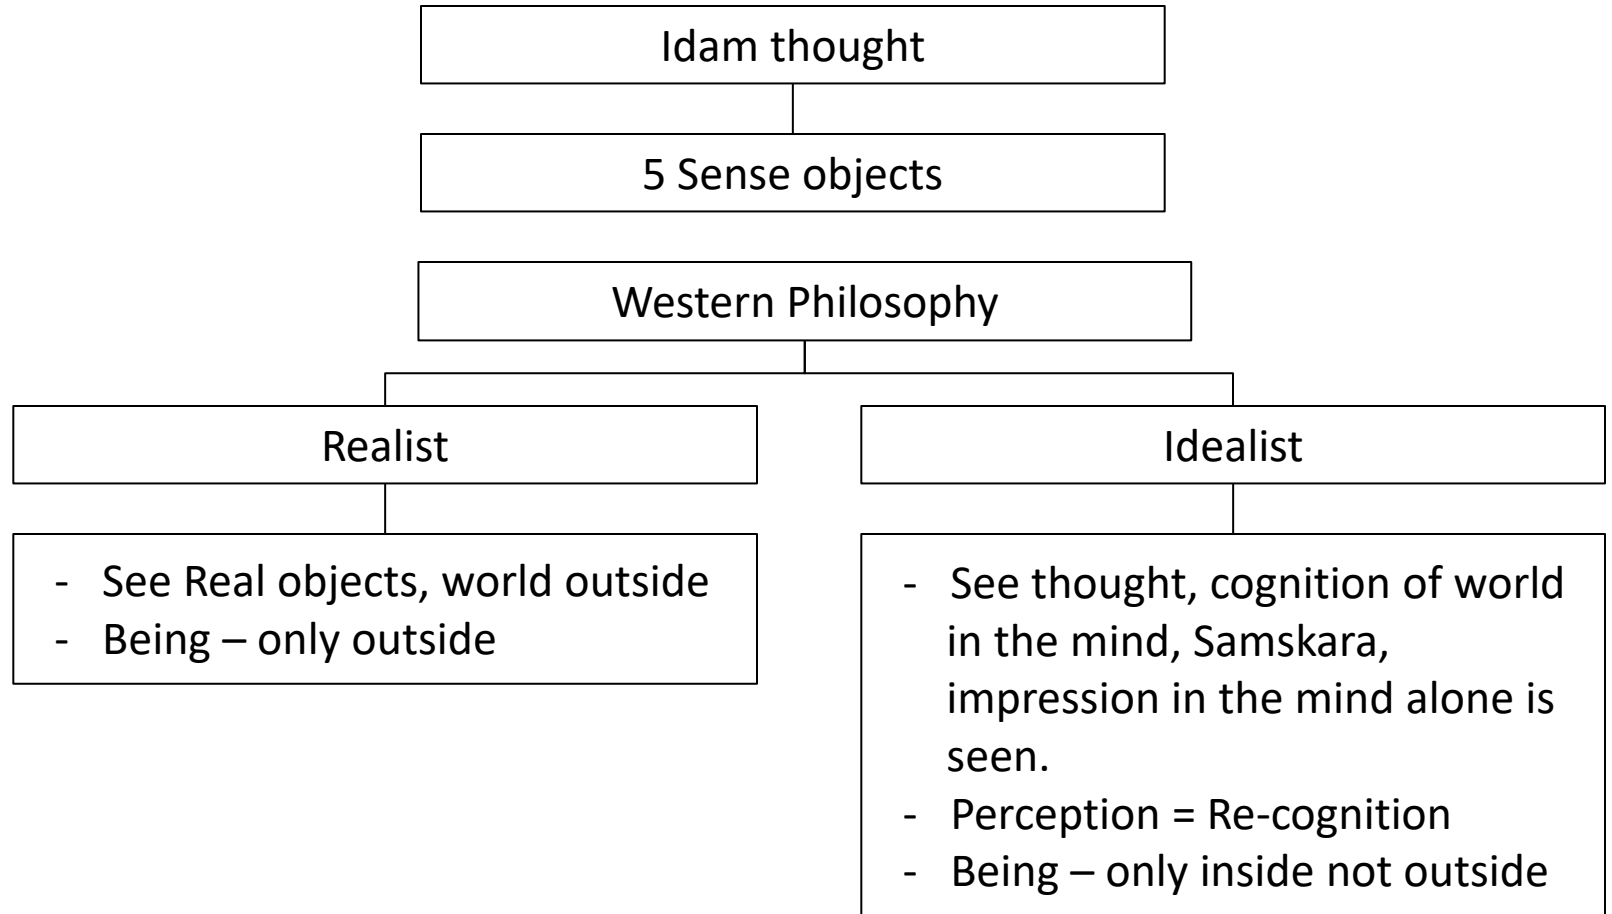 Idam thought
5 Sense objects
Western Philosophy
Realist
Idealist
- See Real objects, world outside
- Being – only outside
- See thought, cognition of world
in the mind, Samskara,
impression in the mind alone is
seen.
- Perception = Re-cognition
- Being – only inside not outside